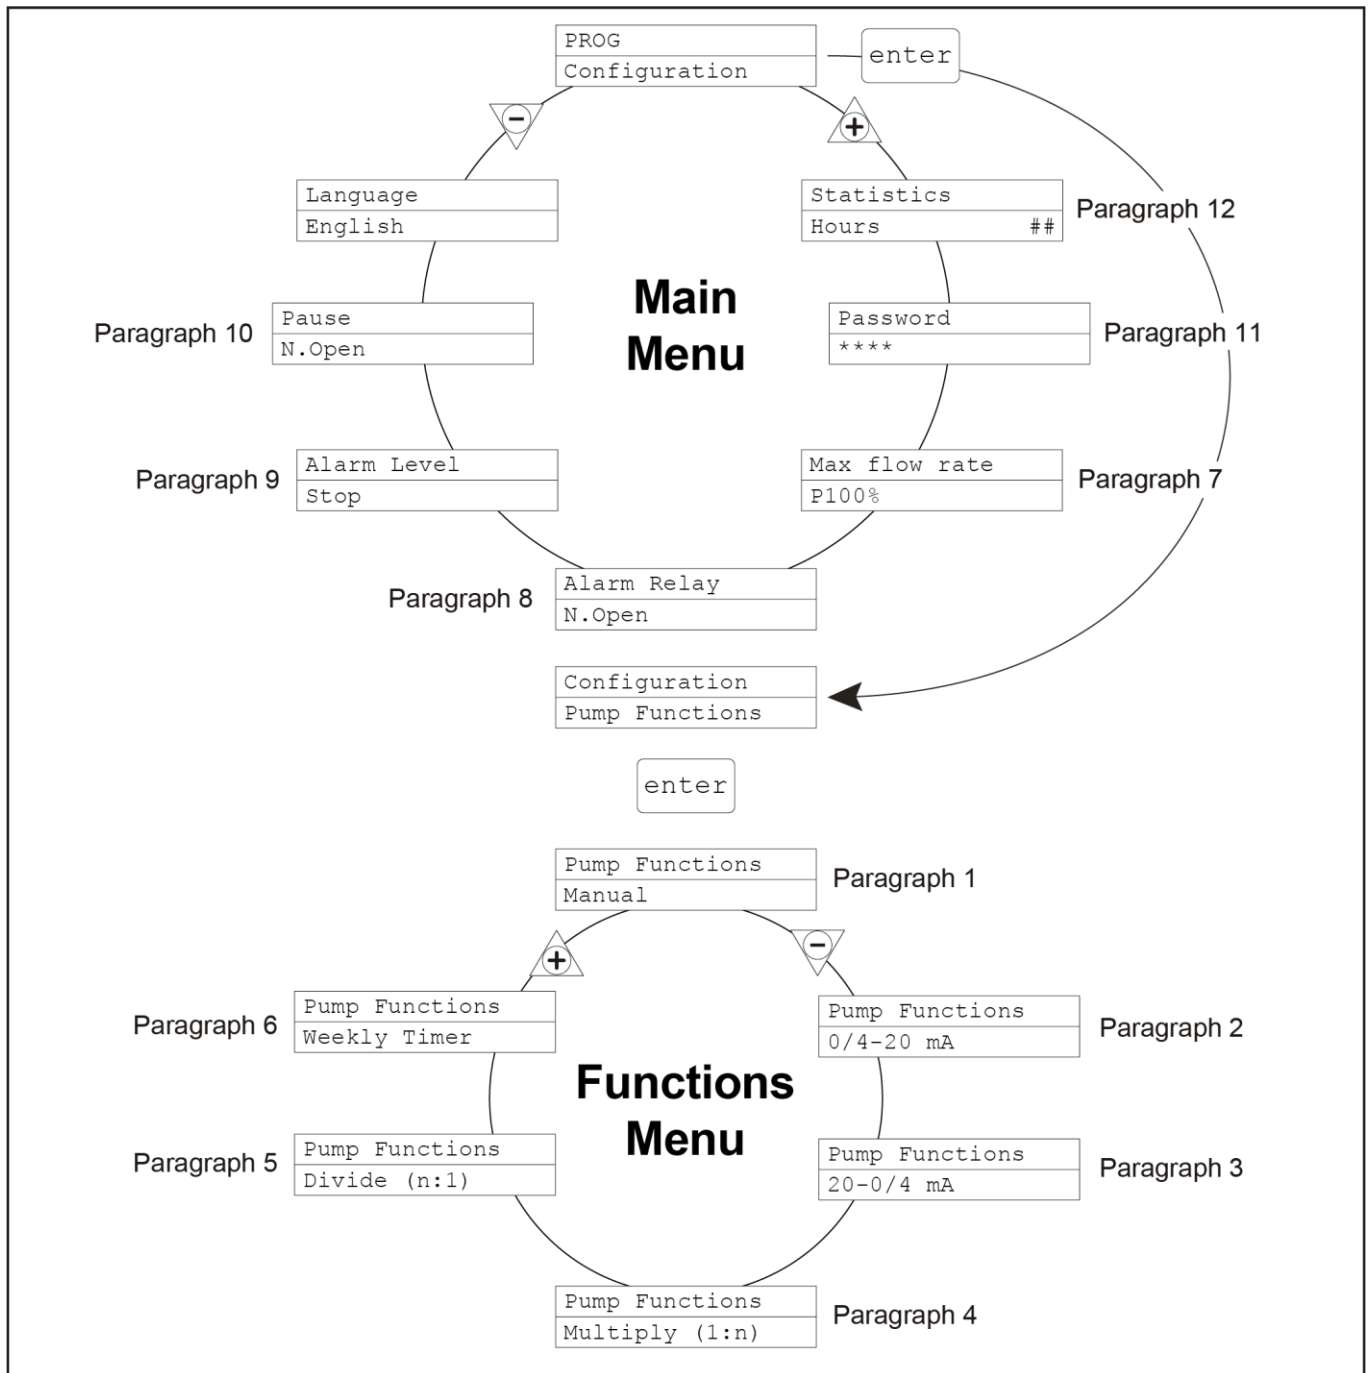 PROG
Configuration
enter
−
+
Language
English
Statistics
Hours ##
Paragraph 12
Main
Menu
Paragraph 10
Pause
N.Open
Password
****
Paragraph 11
Paragraph 9
Alarm Level
Stop
Max flow rate
P100%
Paragraph 7
Paragraph 8
Alarm Relay
N.Open
Configuration
Pump Functions
enter
Pump Functions
Manual
Paragraph 1
+
−
Paragraph 6
Pump Functions
Weekly Timer
Pump Functions
0/4-20 mA
Paragraph 2
Functions
Menu
Paragraph 5
Pump Functions
Divide (n:1)
Pump Functions
20-0/4 mA
Paragraph 3
Pump Functions
Multiply (1:n)
Paragraph 4